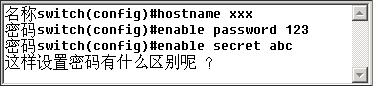 名称switch(config)#hostname xxx
密码switch(config)#enable password 123
密码switch(config)#enable secret abc
这样设置密码有什么区别呢 ？